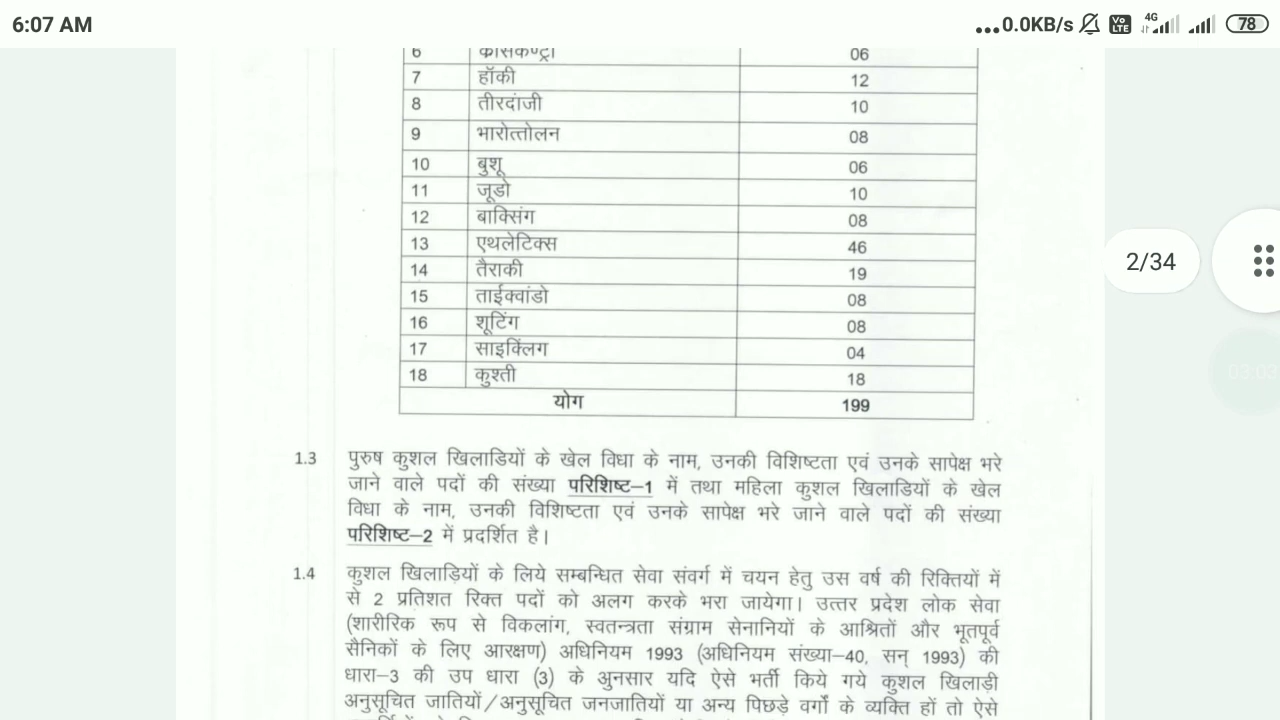 6:07 AM ...0.0KB/s Vo LTE 4G 78
6 क्रासकण्ट्री 06
7 हॉकी 12
8 तीरदांजी 10
9 भारोत्तोलन 08
10 बुशू 06
11 जूडो 10
12 बाक्सिंग 08
13 एथलेटिक्स 46
14 तैराकी 19
15 ताईक्वांडो 08
16 शूटिंग 08
17 साइक्लिंग 04
18 कुश्ती 18
योग 199
2/34
03:03
1.3 पुरुष कुशल खिलाडियों के खेल विधा के नाम, उनकी विशिष्टता एवं उनके सापेक्ष भरे
जाने वाले पदों की संख्या परिशिष्ट–1 में तथा महिला कुशल खिलाडियों के खेल
विधा के नाम, उनकी विशिष्टता एवं उनके सापेक्ष भरे जाने वाले पदों की संख्या
परिशिष्ट–2 में प्रदर्शित है।
1.4 कुशल खिलाड़ियों के लिये सम्बन्धित सेवा संवर्ग में चयन हेतु उस वर्ष की रिक्तियों में
से 2 प्रतिशत रिक्त पदों को अलग करके भरा जायेगा। उत्तर प्रदेश लोक सेवा
(शारीरिक रूप से विकलांग, स्वतन्त्रता संग्राम सेनानियों के आश्रितों और भूतपूर्व
सैनिकों के लिए आरक्षण) अधिनियम 1993 (अधिनियम संख्या–40, सन् 1993) की
धारा–3 की उप धारा (3) के अुनसार यदि ऐसे भर्ती किये गये कुशल खिलाड़ी
अनुसूचित जातियों/अनुसूचित जनजातियों या अन्य पिछड़े वर्गों के व्यक्ति हों तो ऐसे